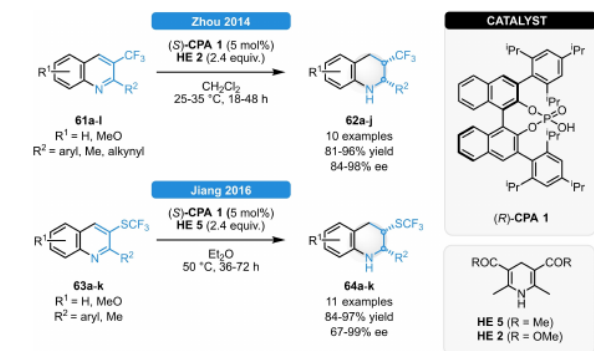 Zhou 2014
(S)-CPA 1 (5 mol%)
HE 2 (2.4 equiv.)
CH2Cl2
25-35 °C, 18-48 h
R1
CF3
N
R2
61a-l
R1 = H, MeO
R2 = aryl, Me, alkynyl
R1
CF3
N
H
R2
62a-j
10 examples
81-96% yield
84-98% ee
Jiang 2016
(S)-CPA 1 (5 mol%)
HE 5 (2.4 equiv.)
Et2O
50 °C, 36-72 h
R1
SCF3
N
R2
63a-k
R1 = H, MeO
R2 = aryl, Me
R1
SCF3
N
H
R2
64a-k
11 examples
84-97% yield
67-99% ee
CATALYST
iPr
iPr
iPr
O
O
P
O
OH
iPr
iPr
iPr
(R)-CPA 1
ROC
COR
N
H
HE 5 (R = Me)
HE 2 (R = OMe)